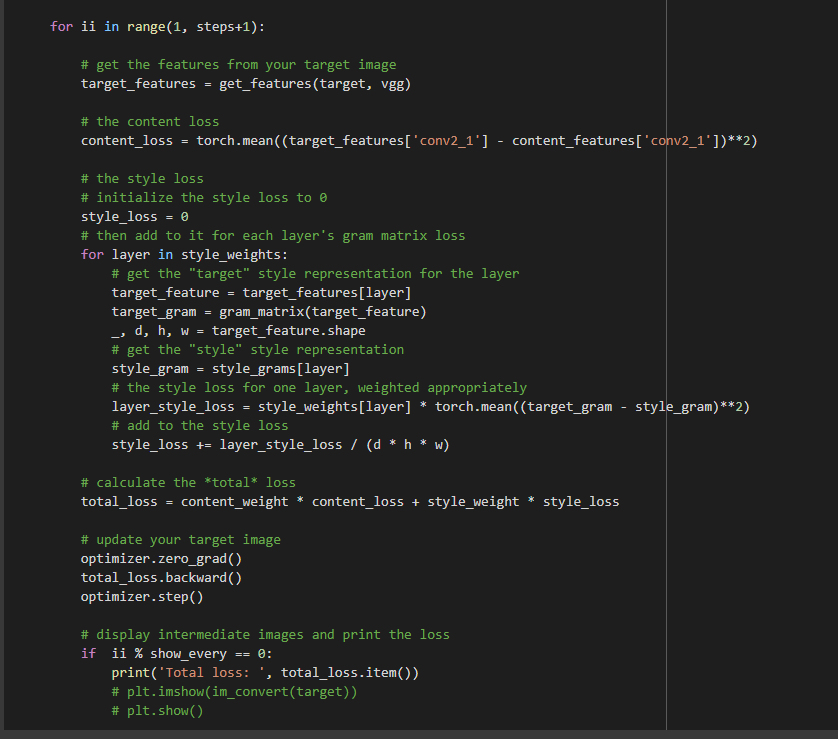 for ii in range(1, steps+1):
# get the features from your target image
target_features = get_features(target, vgg)
# the content loss
content_loss = torch.mean((target_features['conv2_1'] - content_features['conv2_1'])**2)
# the style loss
# initialize the style loss to 0
style_loss = 0
# then add to it for each layer's gram matrix loss
for layer in style_weights:
# get the "target" style representation for the layer
target_feature = target_features[layer]
target_gram = gram_matrix(target_feature)
_, d, h, w = target_feature.shape
# get the "style" style representation
style_gram = style_grams[layer]
# the style loss for one layer, weighted appropriately
layer_style_loss = style_weights[layer] * torch.mean((target_gram - style_gram)**2)
# add to the style loss
style_loss += layer_style_loss / (d * h * w)
# calculate the *total* loss
total_loss = content_weight * content_loss + style_weight * style_loss
# update your target image
optimizer.zero_grad()
total_loss.backward()
optimizer.step()
# display intermediate images and print the loss
if  ii % show_every == 0:
print('Total loss: ', total_loss.item())
# plt.imshow(im_convert(target))
# plt.show()